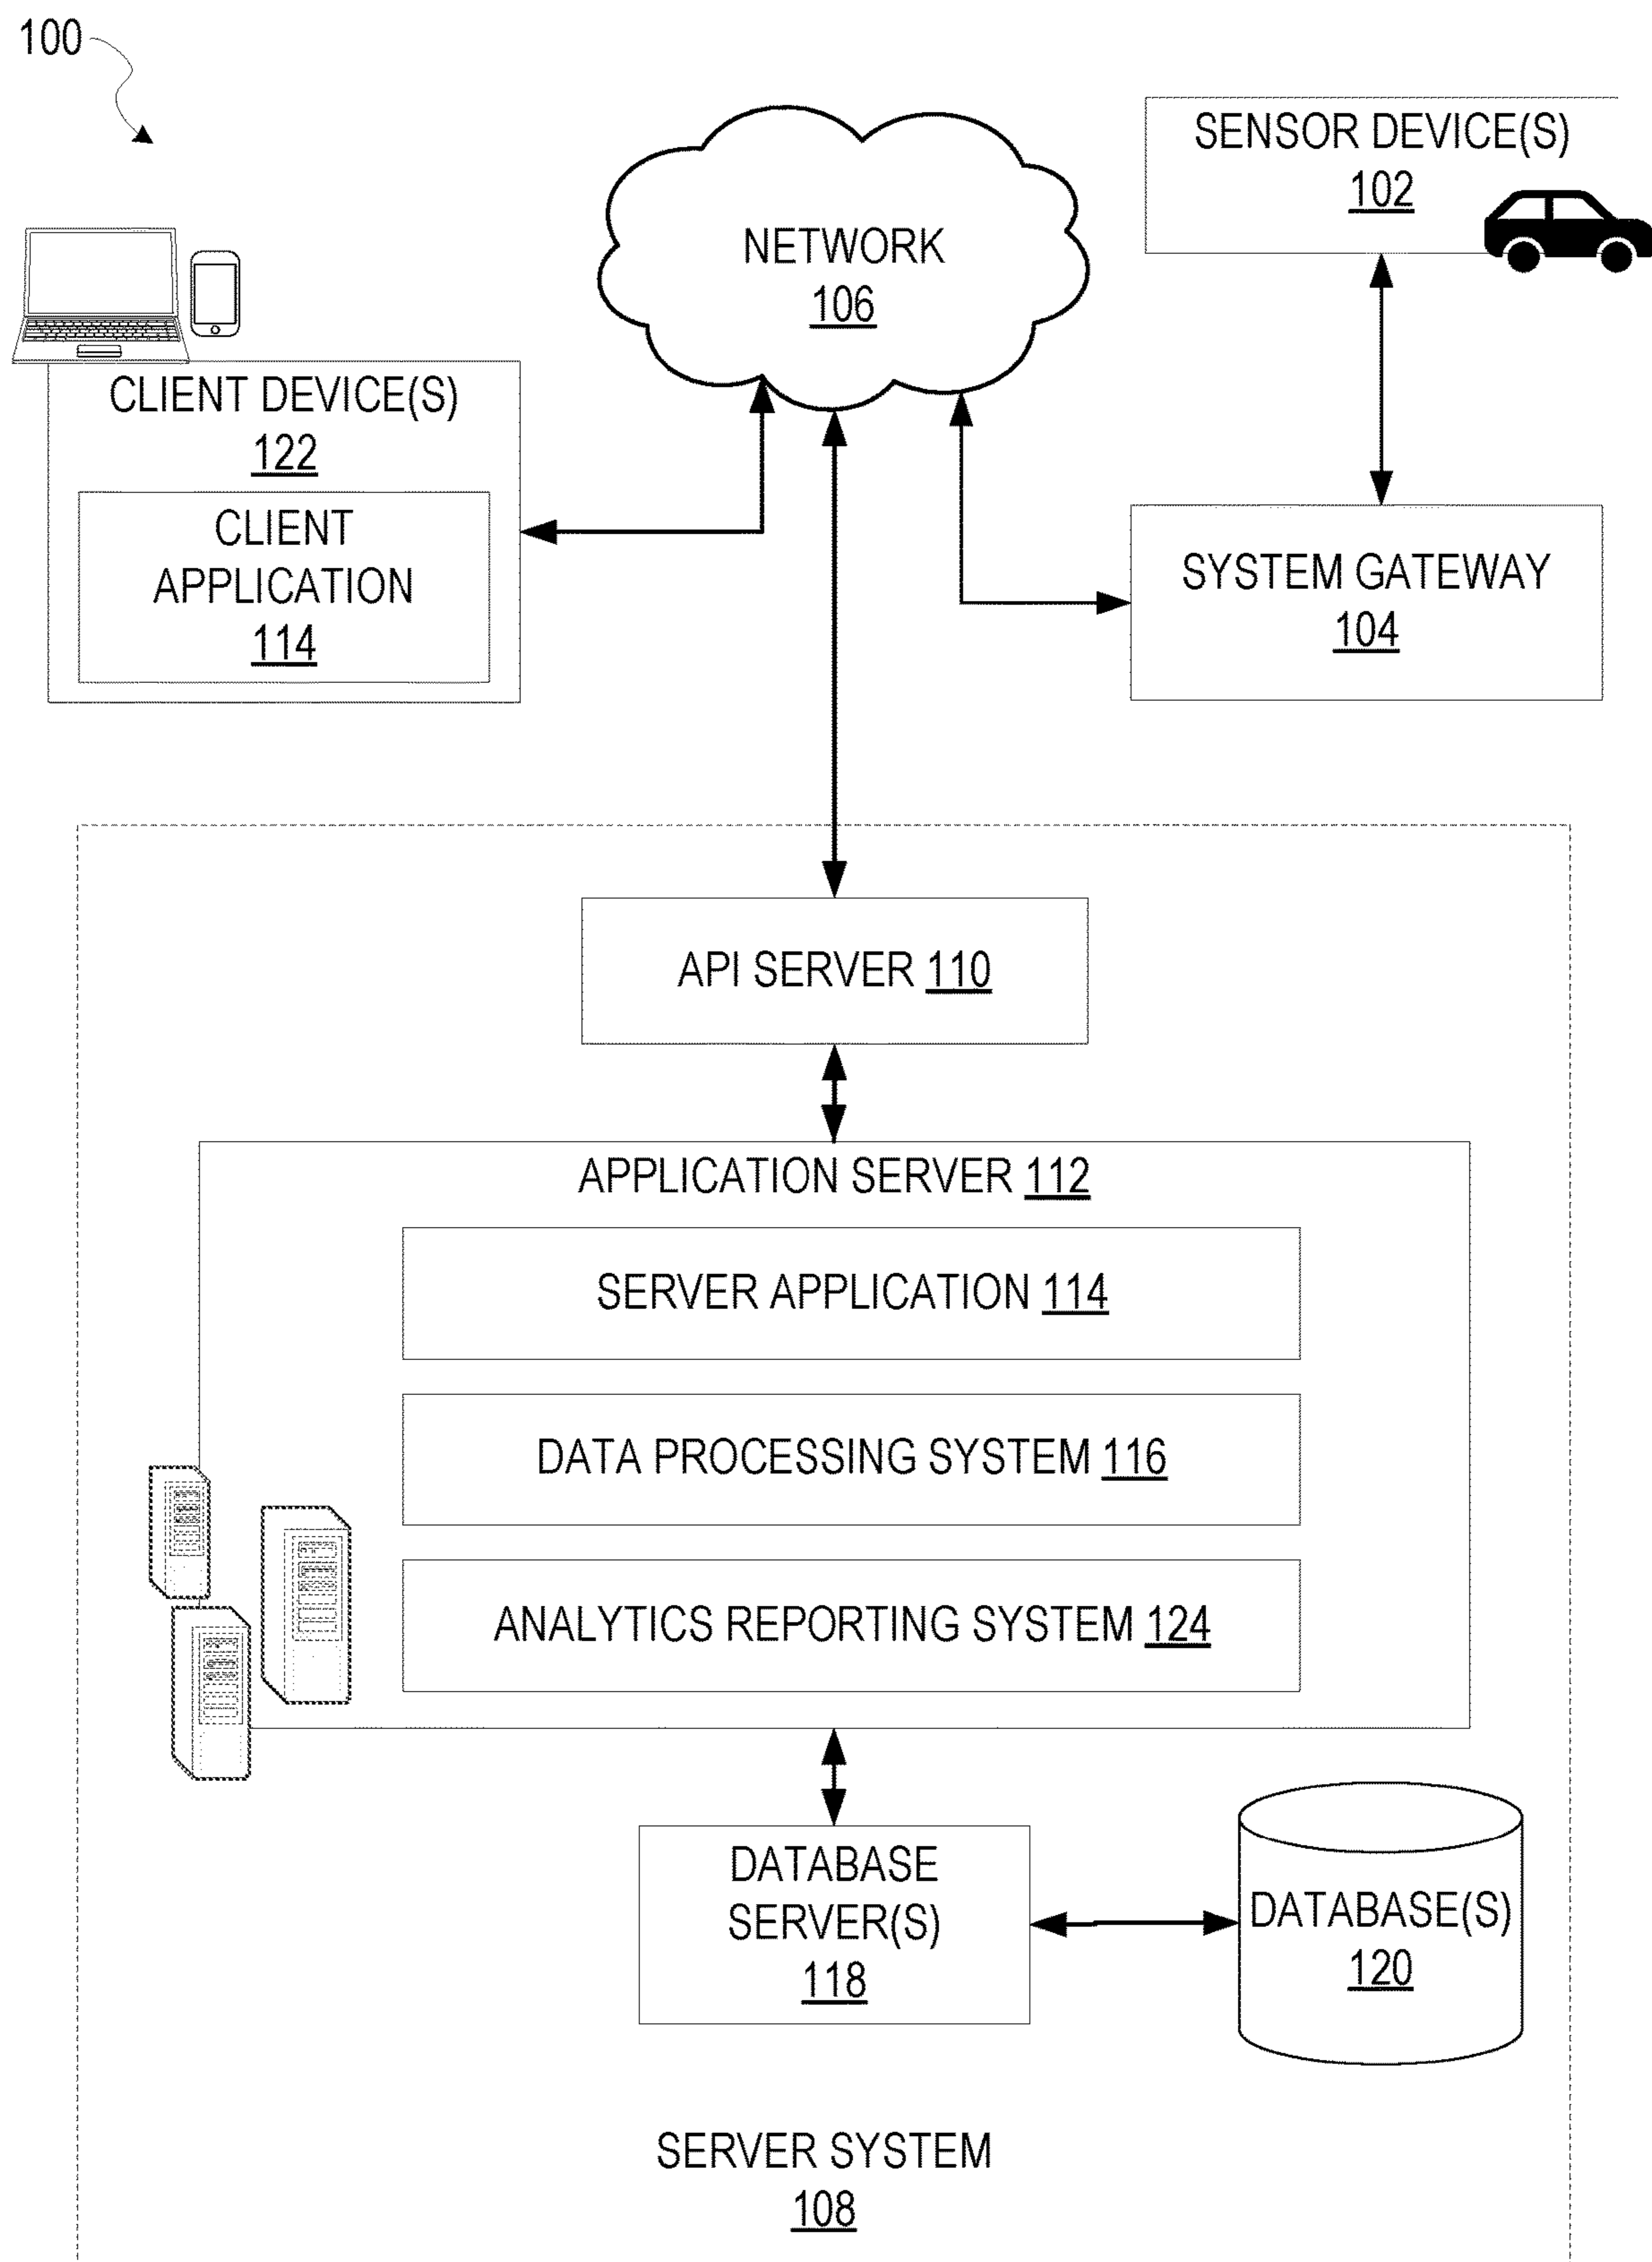 100
NETWORK
106
SENSOR DEVICE(S)
102
CLIENT DEVICE(S)
122
CLIENT
APPLICATION
114
SYSTEM GATEWAY
104
API SERVER 110
APPLICATION SERVER 112
SERVER APPLICATION 114
DATA PROCESSING SYSTEM 116
ANALYTICS REPORTING SYSTEM 124
DATABASE
SERVER(S)
118
DATABASE(S)
120
SERVER SYSTEM
108